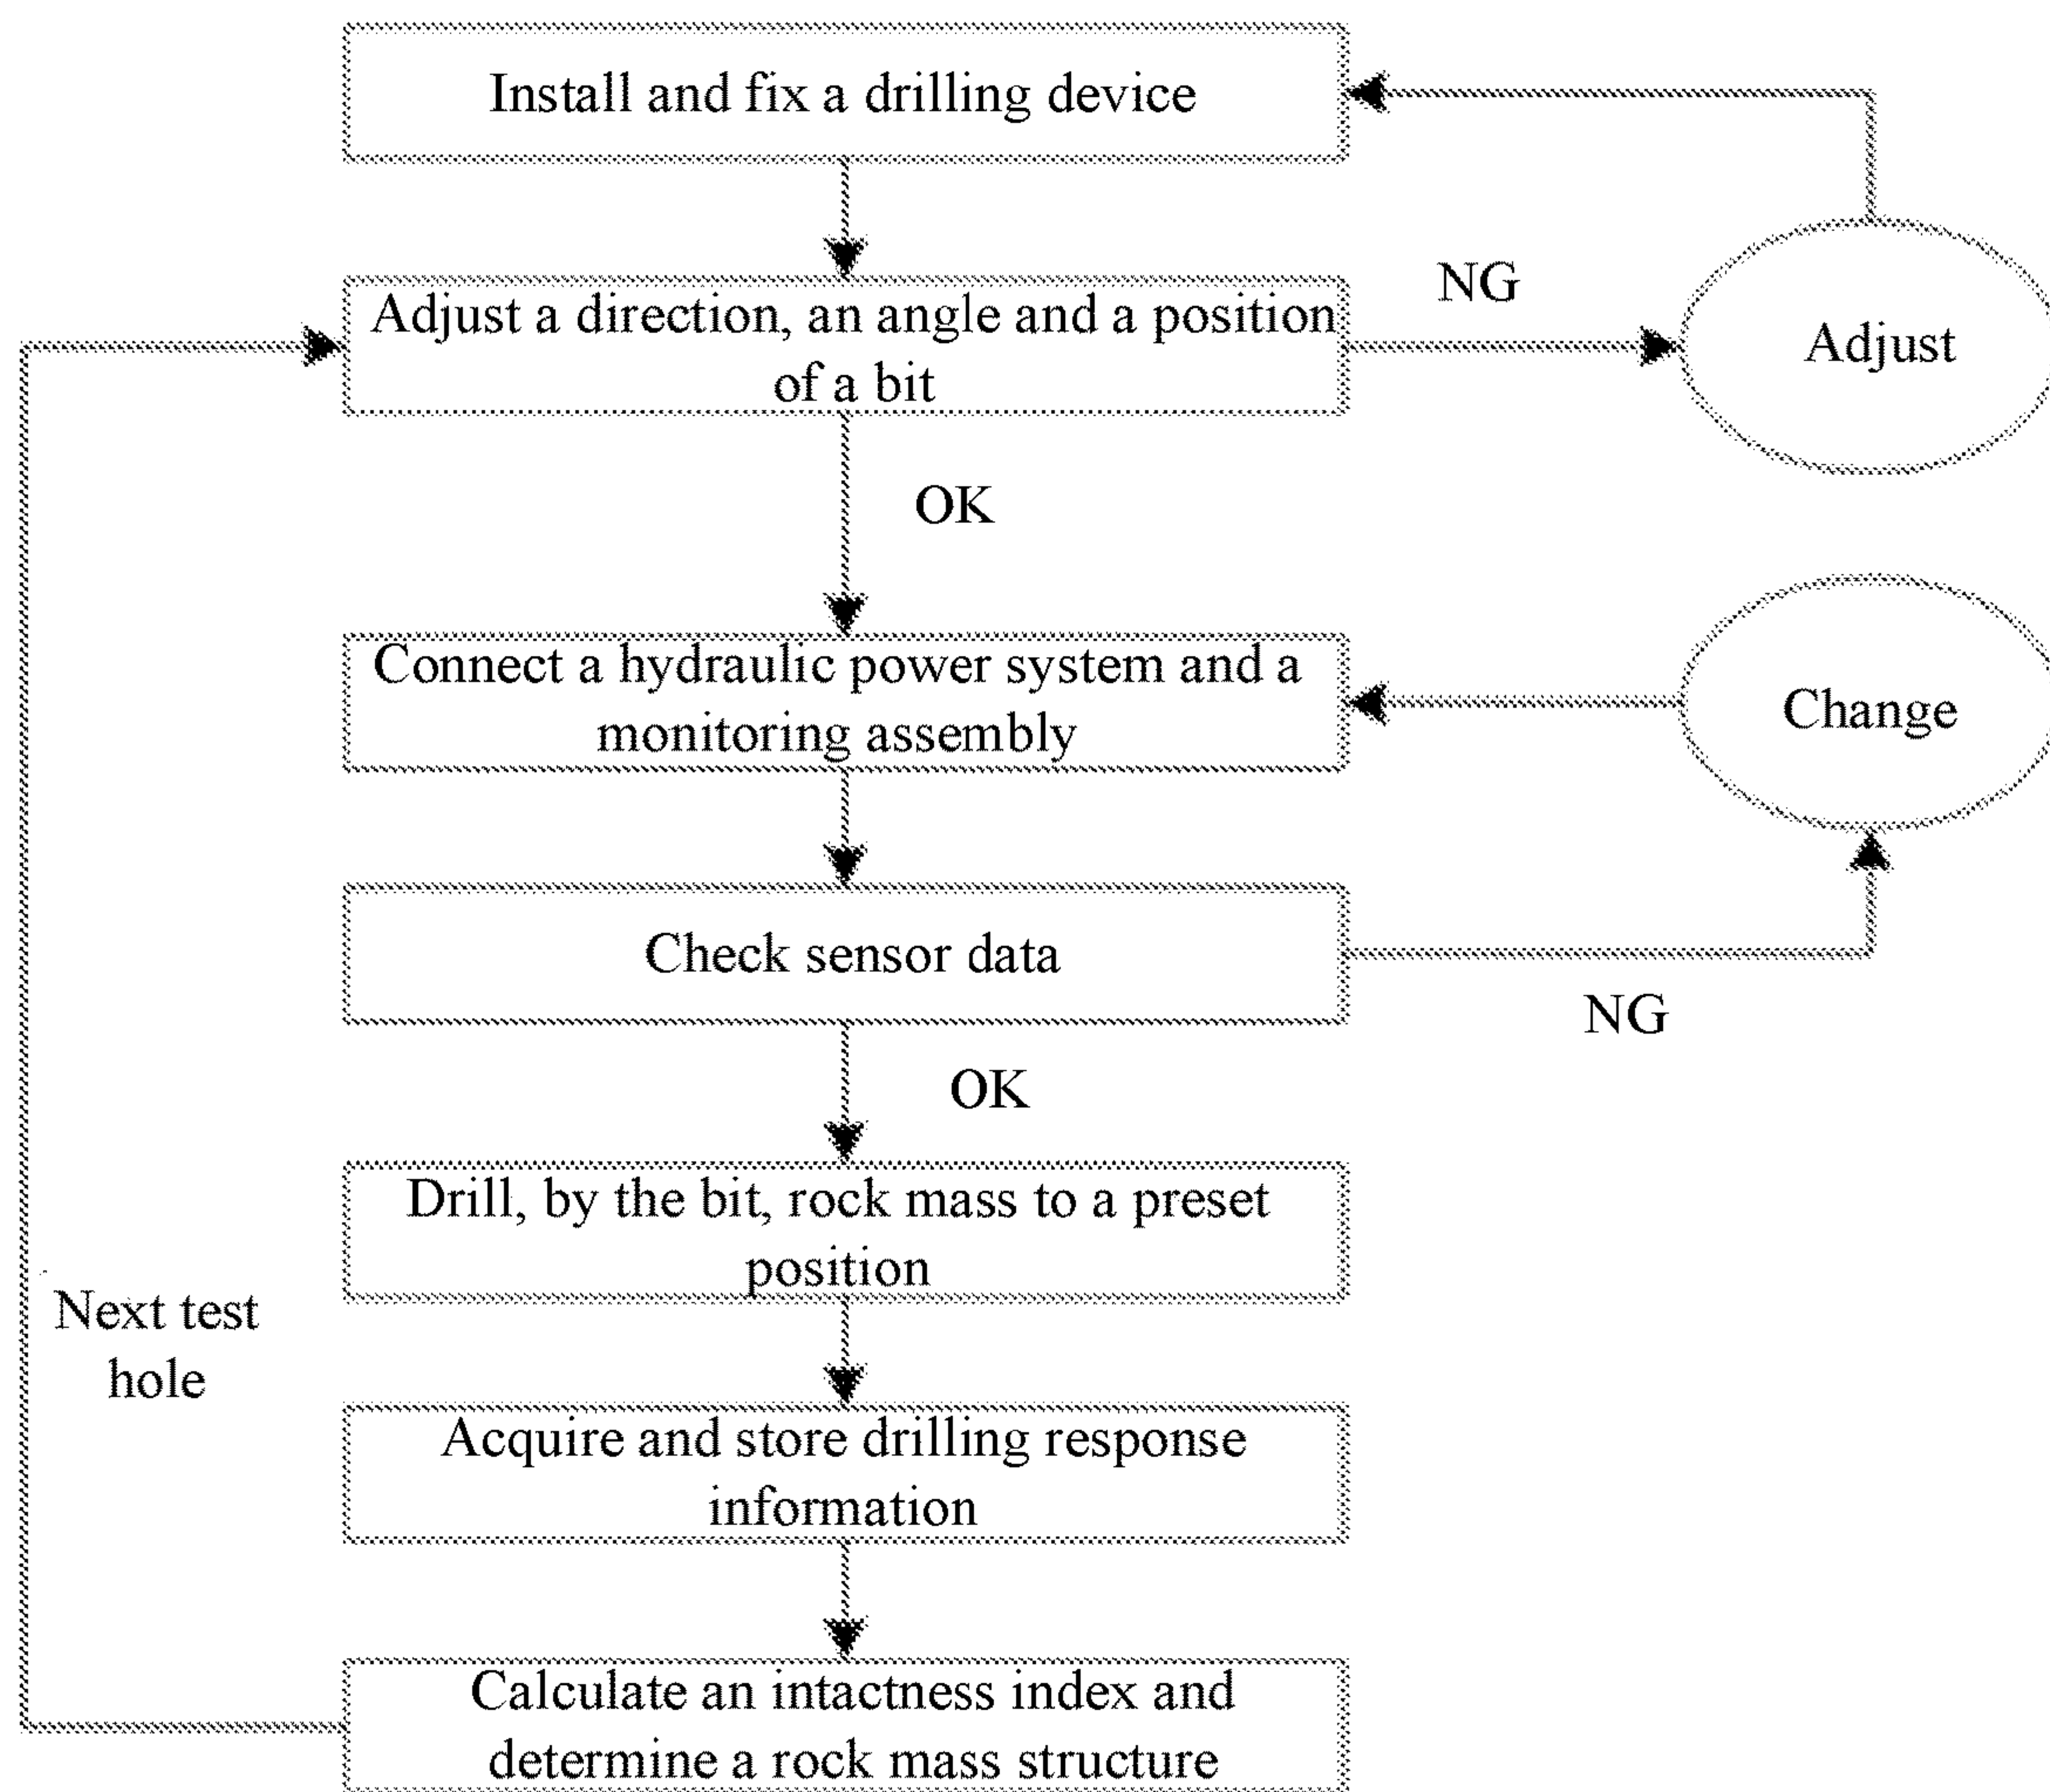 Install and fix a drilling device
Adjust a direction, an angle and a position
of a bit
NG
Adjust
OK
Connect a hydraulic power system and a
monitoring assembly
Change
Check sensor data
NG
OK
Drill, by the bit, rock mass to a preset
position
Next test
hole
Acquire and store drilling response
information
Calculate an intactness index and
determine a rock mass structure